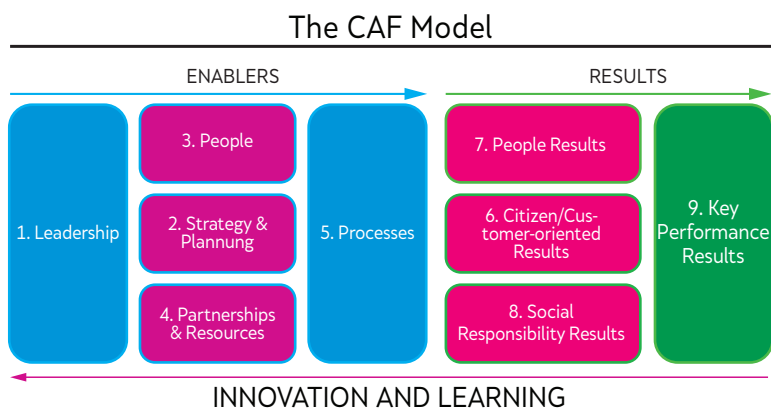 The CAF Model
ENABLERS
RESULTS
1. Leadership
3. People
2. Strategy &
Plannung
4. Partnerships
& Resources
5. Processes
7. People Results
6. Citizen/Cus-
tomer-oriented
Results
8. Social
Responsibility Results
9. Key
Performance
Results
INNOVATION AND LEARNING